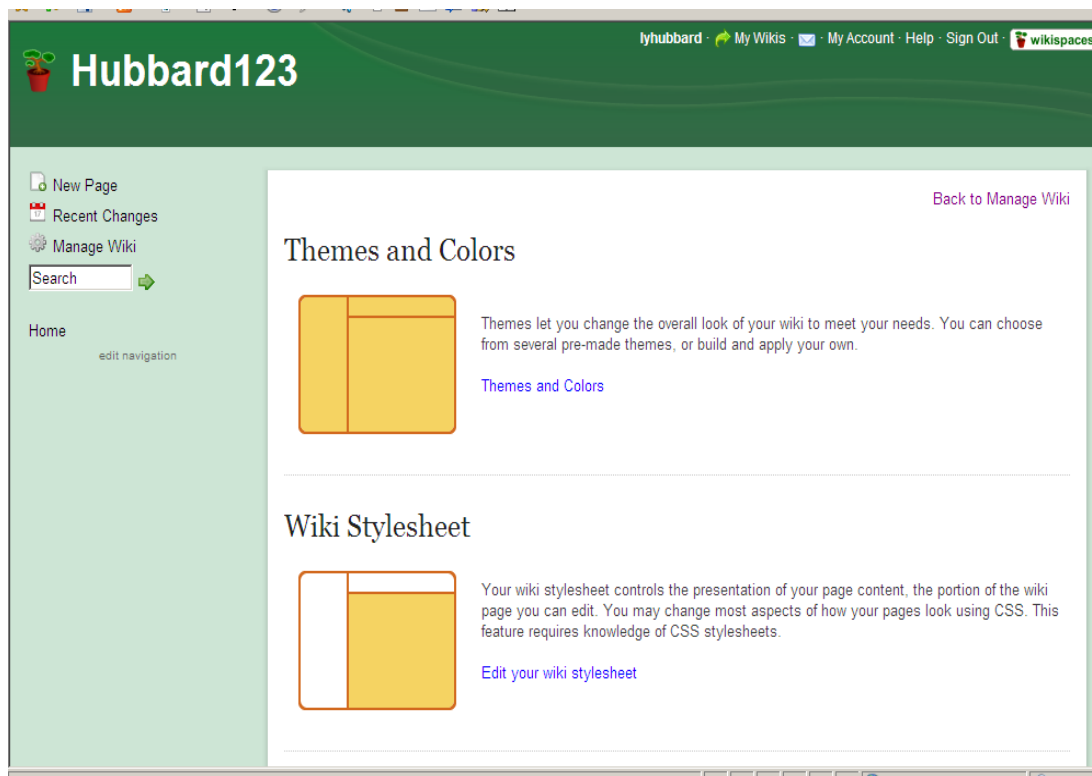 lyhubbard · My Wikis · · My Account · Help · Sign Out · wikispaces
Hubbard123
New Page
Recent Changes
Manage Wiki
Search
Home
edit navigation
Back to Manage Wiki
Themes and Colors
Themes let you change the overall look of your wiki to meet your needs. You can choose
from several pre-made themes, or build and apply your own.
Themes and Colors
Wiki Stylesheet
Your wiki stylesheet controls the presentation of your page content, the portion of the wiki
page you can edit. You may change most aspects of how your pages look using CSS. This
feature requires knowledge of CSS stylesheets.
Edit your wiki stylesheet